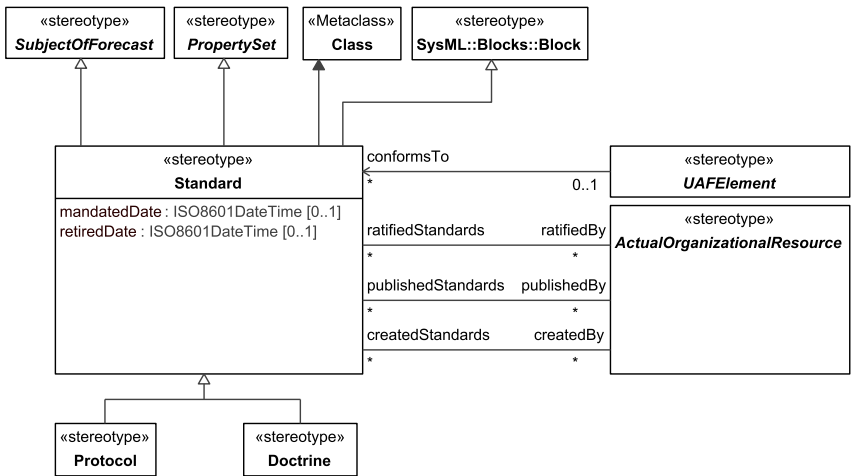 «stereotype»
SubjectOfForecast
«stereotype»
PropertySet
«Metaclass»
Class
«stereotype»
SysML::Blocks::Block
«stereotype»
Standard
mandatedDate : ISO8601DateTime [0..1]
retiredDate : ISO8601DateTime [0..1]
conformsTo
*
0..1
«stereotype»
UAFElement
ratifiedStandards
ratifiedBy
*
*
publishedStandards
publishedBy
*
*
createdStandards
createdBy
*
*
«stereotype»
ActualOrganizationalResource
«stereotype»
Protocol
«stereotype»
Doctrine